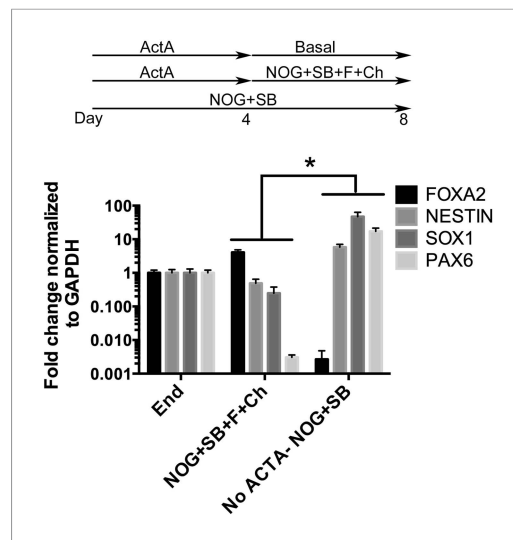 ActA Basal
ActA NOG+SB+F+Ch
NOG+SB
Day 4 8
*
Fold change normalized
to GAPDH
100
10
1
0.100
0.010
0.001
FOXA2
NESTIN
SOX1
PAX6
End
NOG+SB+F+Ch
No ACTA- NOG+SB